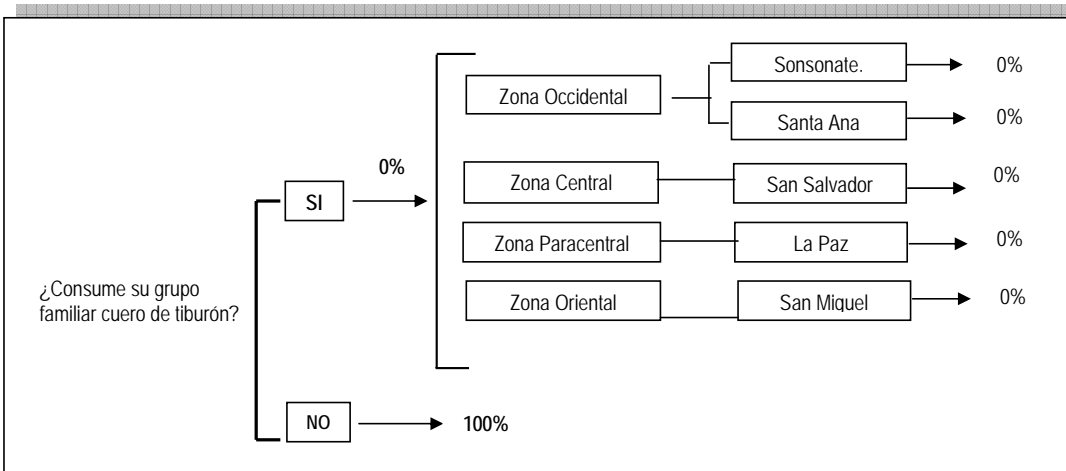 Sonsonate. 0%
Zona Occidental
Santa Ana 0%
0%
SI
Zona Central San Salvador 0%
Zona Paracentral La Paz 0%
¿Consume su grupo
familiar cuero de tiburón?
Zona Oriental San Miguel 0%
NO 100%